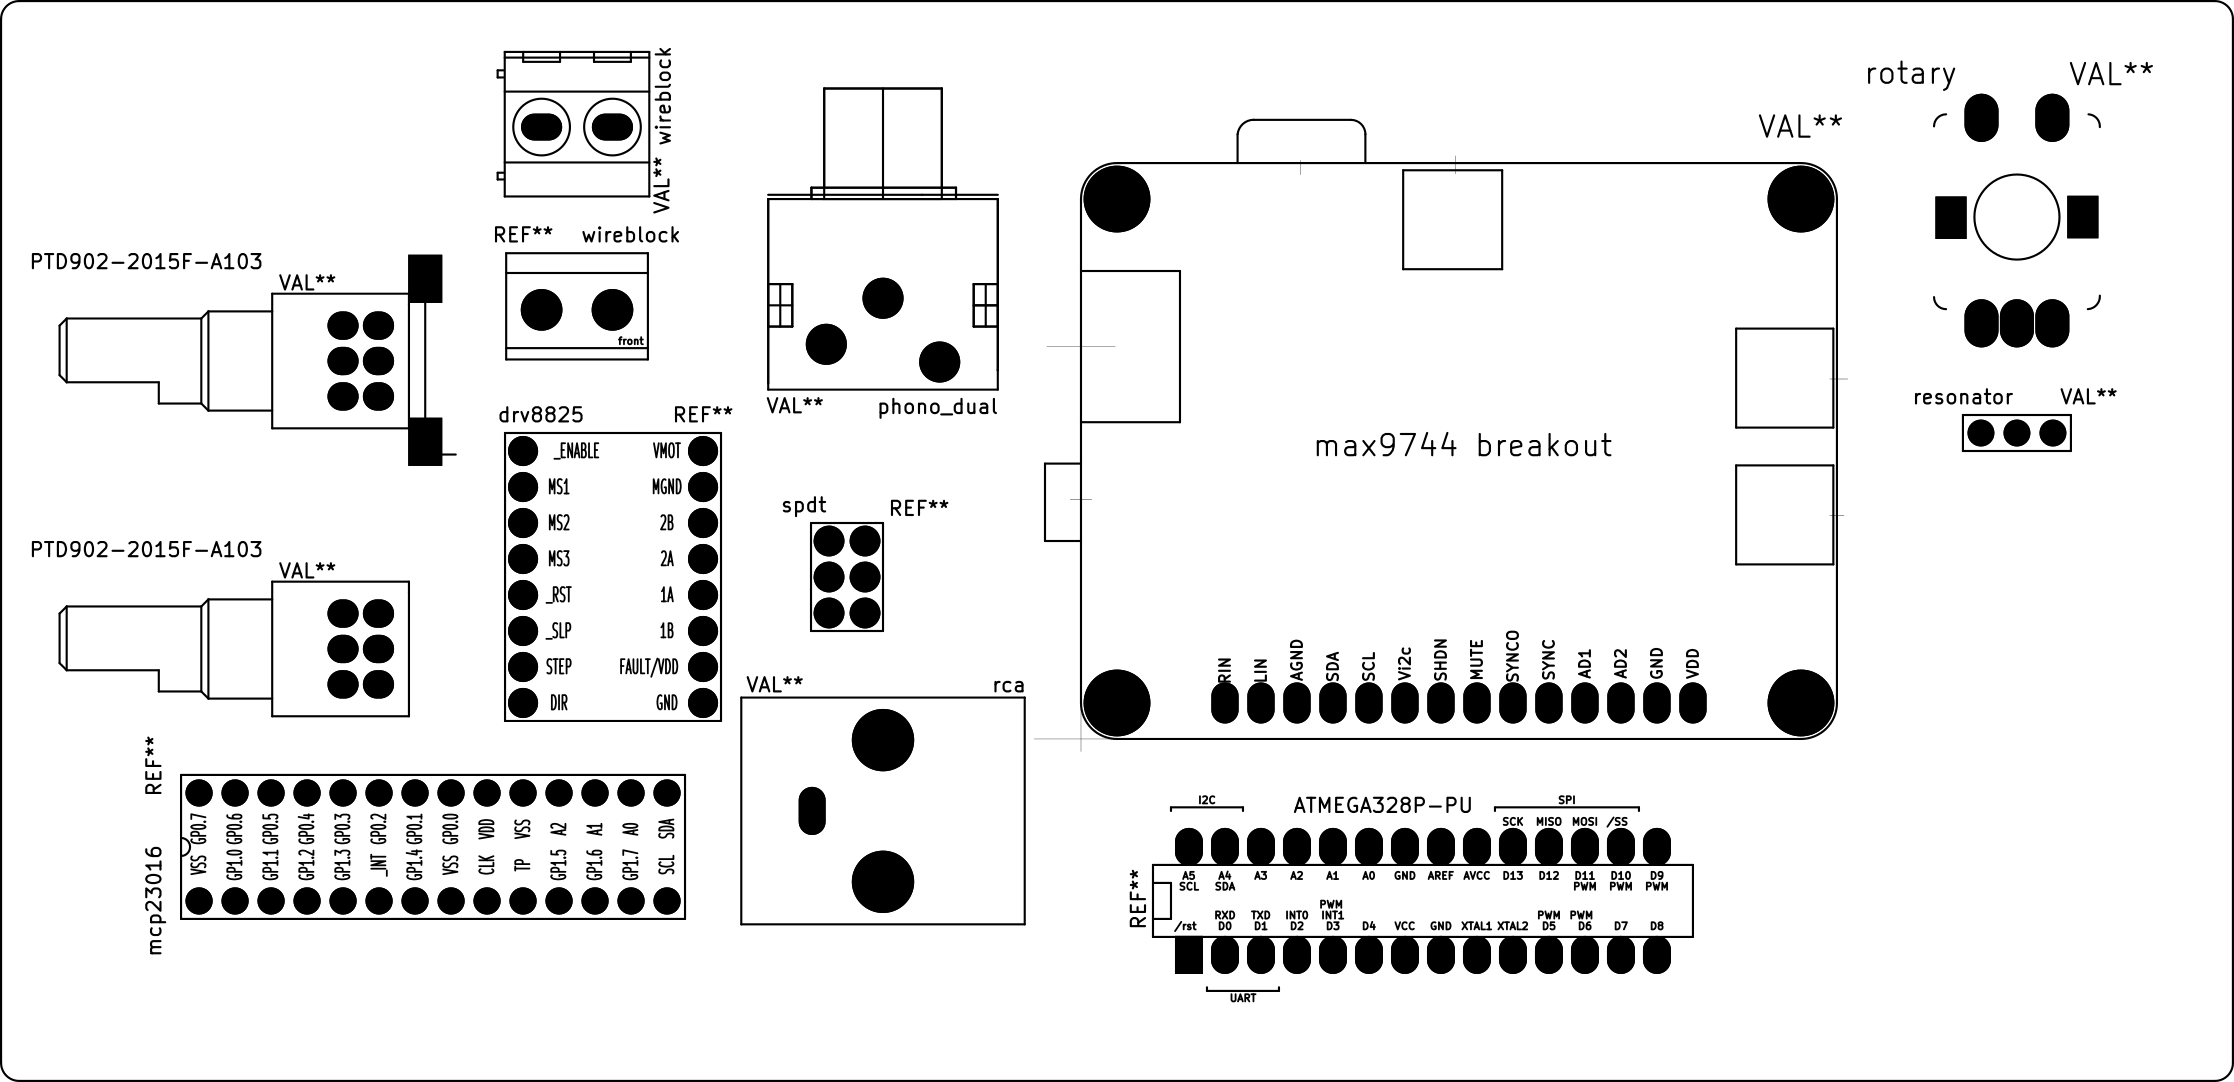 PTD902-2015F-A103
VAL**
PTD902-2015F-A103
VAL**
VAL** wireblock
REF** wireblock
front
drv8825 REF**
_ENABLE VMOT
MS1 MGND
MS2 2B
MS3 2A
_RST 1A
_SLP 1B
STEP FAULT/VDD
DIR GND
mcp23016 REF**
GP0.7 GP0.6 GP0.5 GP0.4 GP0.3 GP0.2 GP0.1 GP0.0 VDD VSS A2 A1 A0 SDA
VSS GP1.0 GP1.1 GP1.2 GP1.3 _INT GP1.4 VSS CLK TP GP1.5 GP1.6 GP1.7 SCL
VAL** phono_dual
spdt REF**
VAL** rca
VAL**
max9744 breakout
RIN LIN AGND SDA SCL Vi2c SHDN MUTE SYNCO SYNC AD1 AD2 GND VDD
rotary VAL**
resonator VAL**
I2C ATMEGA328P-PU SPI
SCK MISO MOSI /SS
A5 A4 A3 A2 A1 A0 GND AREF AVCC D13 D12 D11 D10 D9
SCL SDA PWM PWM PWM
REF**
PWM
RXD TXD INT0 INT1 PWM PWM
/rst D0 D1 D2 D3 D4 VCC GND XTAL1 XTAL2 D5 D6 D7 D8
UART